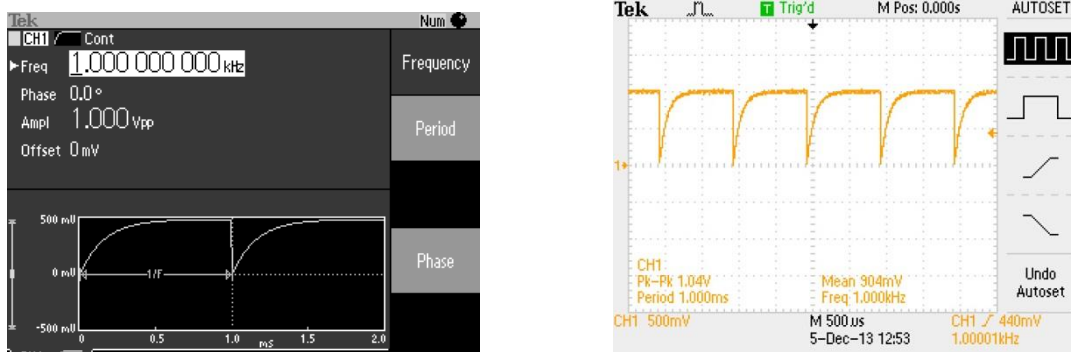 Tek Num
CH1 Cont
Freq 1.000 000 000 kHz
Phase 0.0 °
Ampl 1.000 Vpp
Offset 0 mV
Frequency
Period
Phase
500 mV
0 mV
-500 mV
1/F
0 0.5 1.0 ms 1.5 2.0
Tek Trig'd M Pos: 0.000s AUTOSET
1
CH1
Pk-Pk 1.04V Mean 904mV
Period 1.000ms Freq 1.000kHz
CH1 500mV M 500us CH1 440mV
5-Dec-13 12:53 1.00001kHz
Undo
Autoset